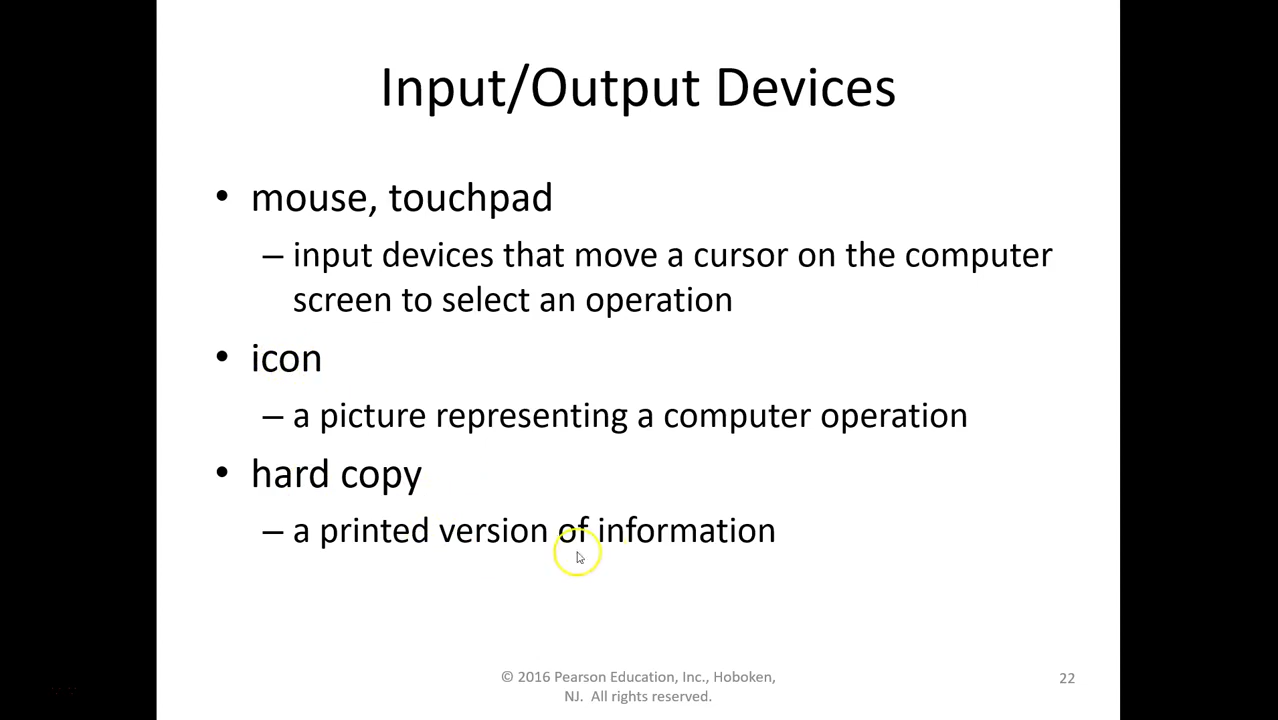 Input/Output Devices
• mouse, touchpad
– input devices that move a cursor on the computer
screen to select an operation
• icon
– a picture representing a computer operation
• hard copy
– a printed version of information
© 2016 Pearson Education, Inc., Hoboken,
NJ. All rights reserved.
22